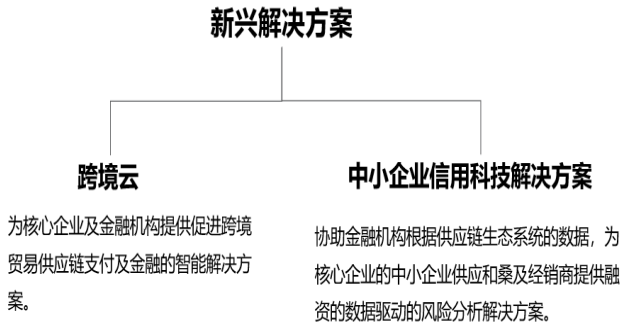 新兴解决方案
跨境云
为核心企业及金融机构提供促进跨境
贸易供应链支付及金融的智能解决方
案。
中小企业信用科技解决方案
协助金融机构根据供应链生态系统的数据，为
核心企业的中小企业供应和桑及经销商提供融
资的数据驱动的风险分析解决方案。